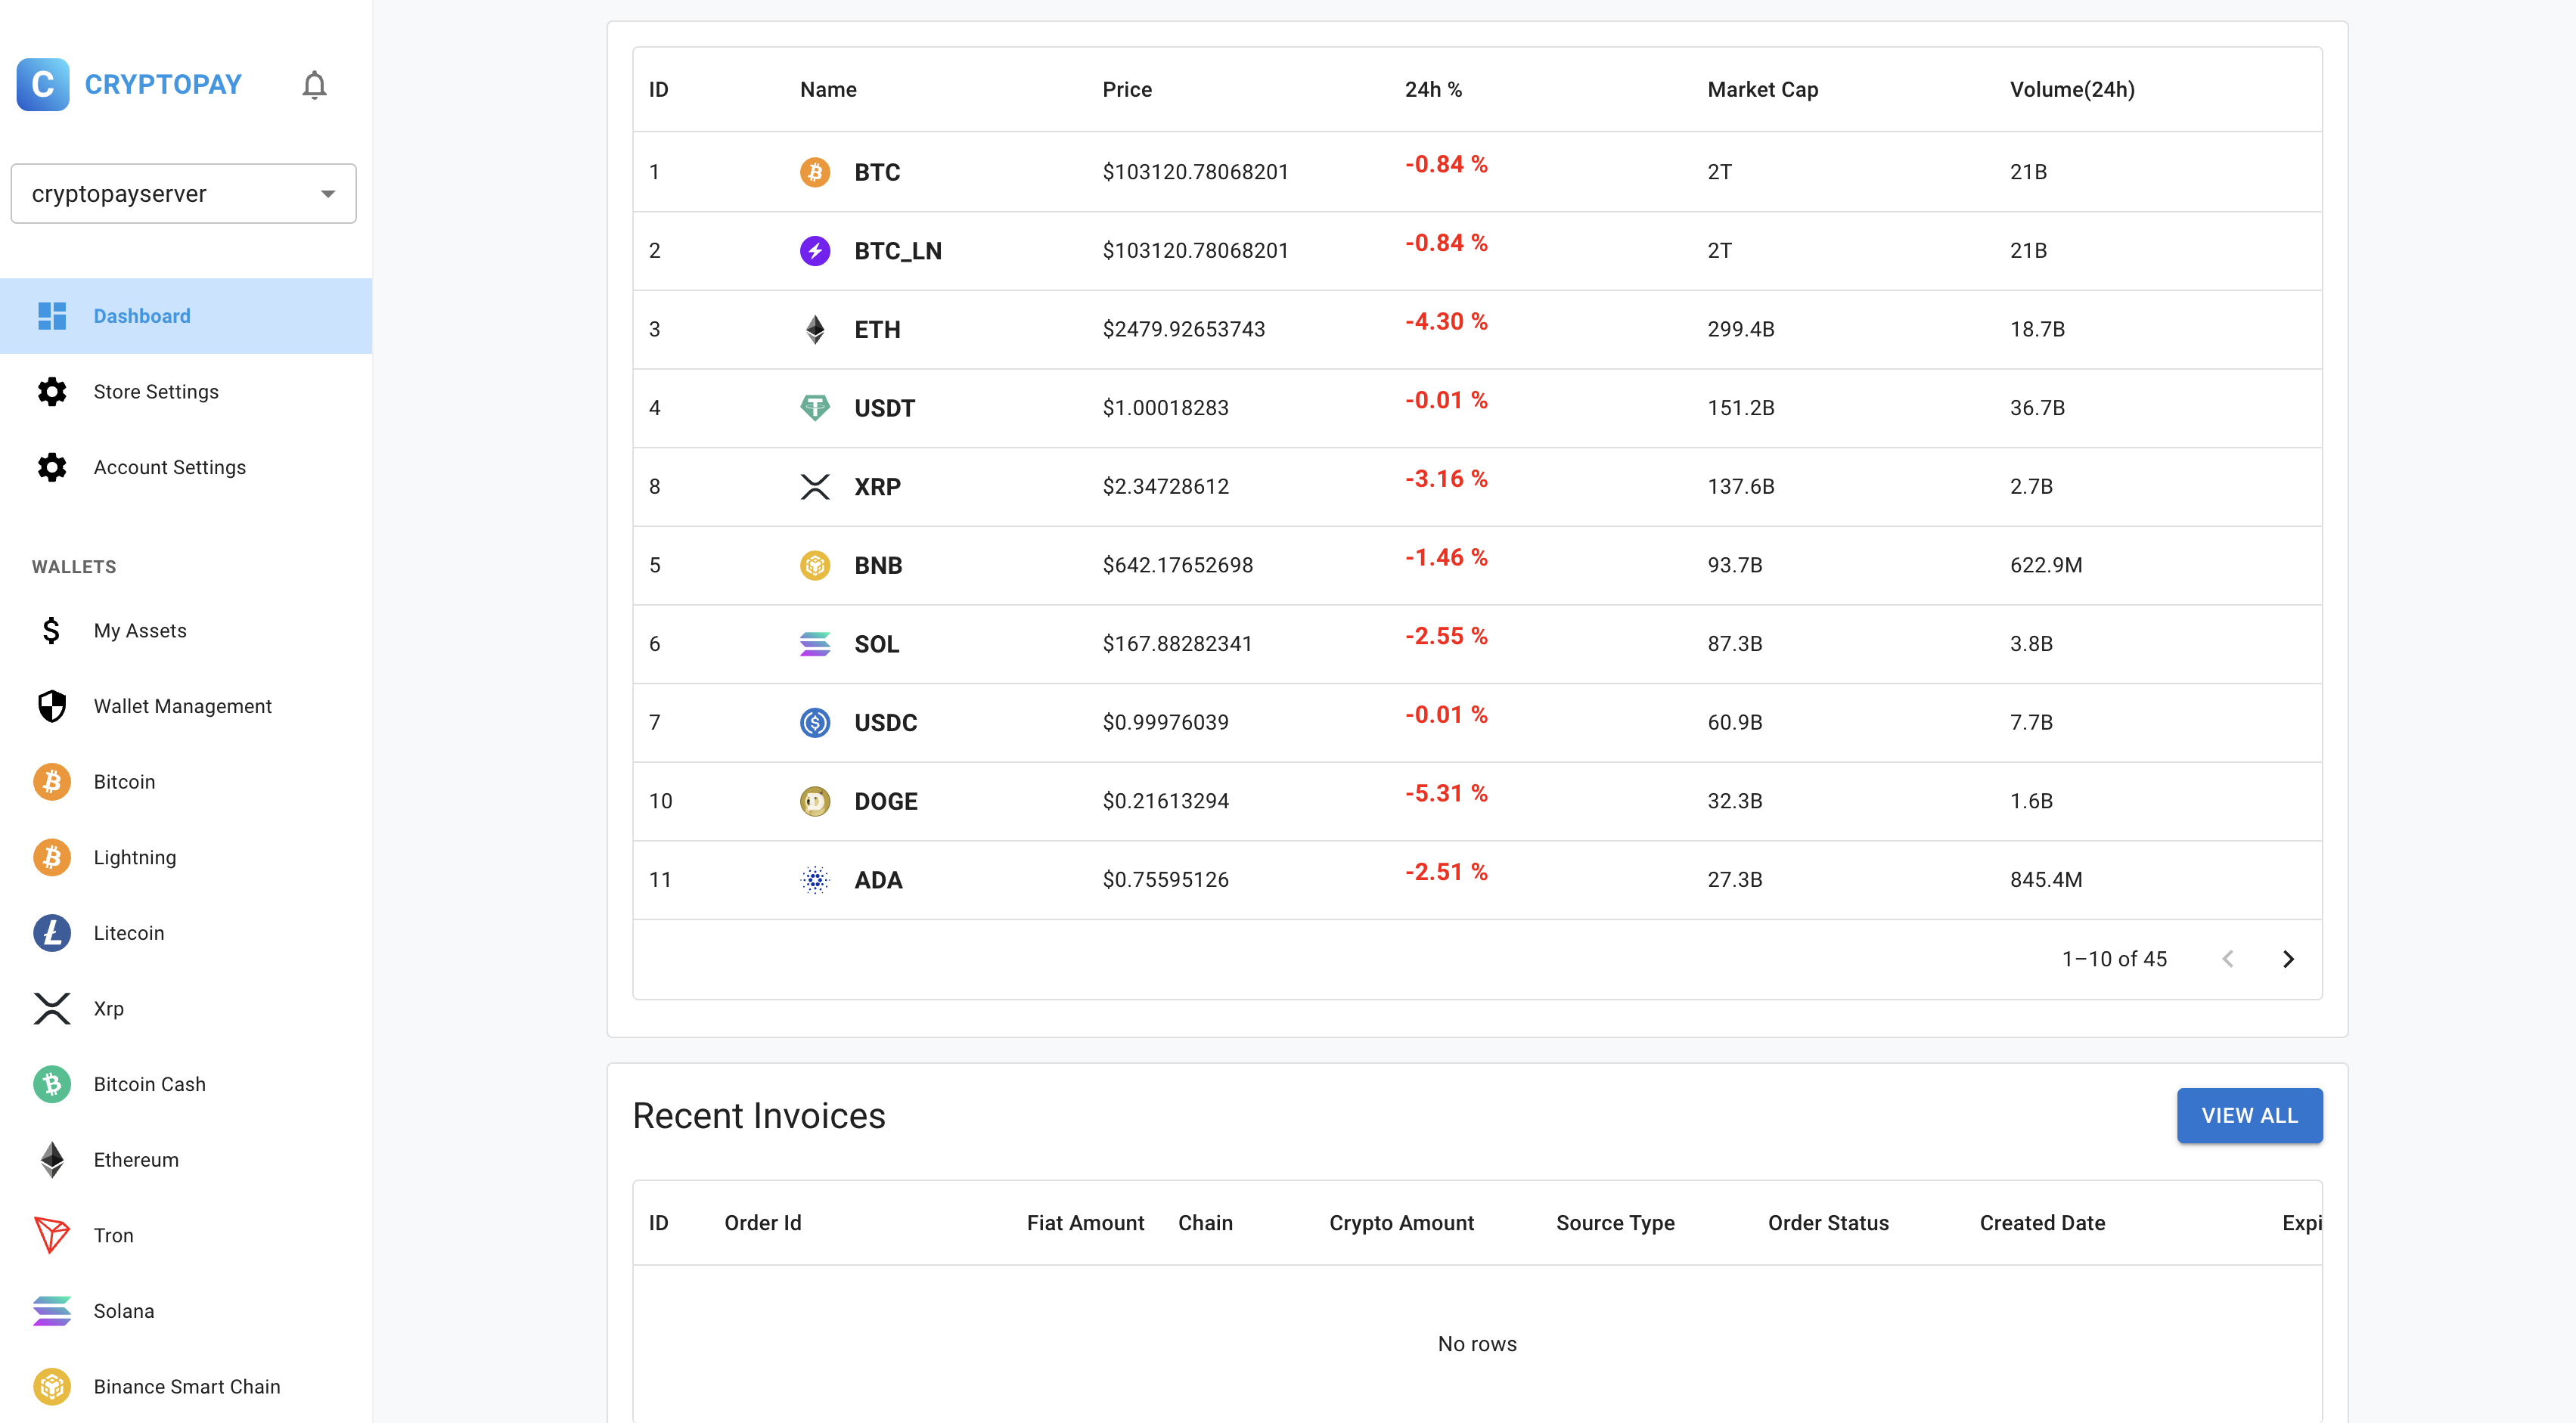 C CRYPTOPAY
cryptopayserver
Dashboard
Store Settings
Account Settings
WALLETS
My Assets
Wallet Management
Bitcoin
Lightning
Litecoin
Xrp
Bitcoin Cash
Ethereum
Tron
Solana
Binance Smart Chain
ID Name Price 24h % Market Cap Volume(24h)
1 BTC $103120.78068201 -0.84 % 2T 21B
2 BTC_LN $103120.78068201 -0.84 % 2T 21B
3 ETH $2479.92653743 -4.30 % 299.4B 18.7B
4 USDT $1.00018283 -0.01 % 151.2B 36.7B
8 XRP $2.34728612 -3.16 % 137.6B 2.7B
5 BNB $642.17652698 -1.46 % 93.7B 622.9M
6 SOL $167.88282341 -2.55 % 87.3B 3.8B
7 USDC $0.99976039 -0.01 % 60.9B 7.7B
10 DOGE $0.21613294 -5.31 % 32.3B 1.6B
11 ADA $0.75595126 -2.51 % 27.3B 845.4M
1–10 of 45
Recent Invoices
VIEW ALL
ID Order Id Fiat Amount Chain Crypto Amount Source Type Order Status Created Date Expi
No rows